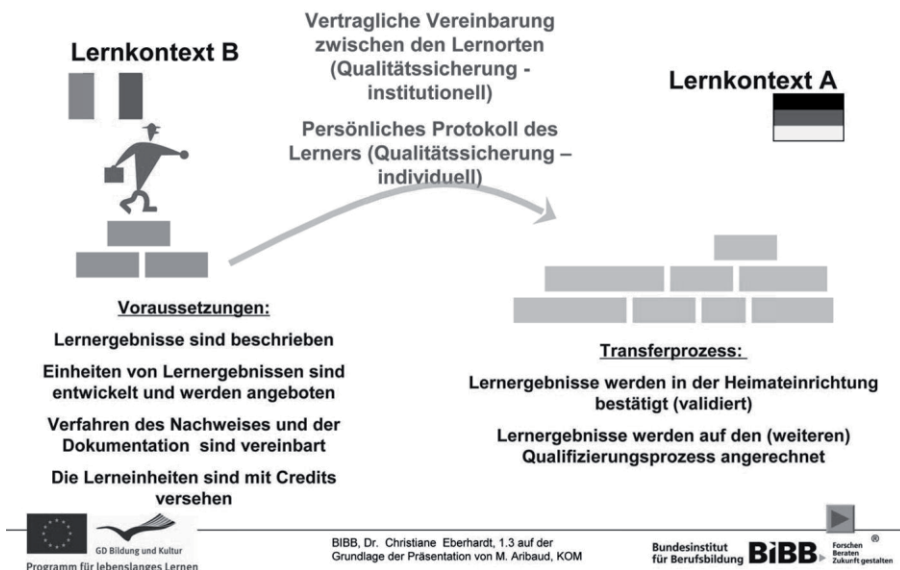 Vertragliche Vereinbarung
zwischen den Lernorten
(Qualitätssicherung -
institutionell)
Persönliches Protokoll des
Lerners (Qualitätssicherung –
individuell)
Lernkontext B
Lernkontext A
Voraussetzungen:
Lernergebnisse sind beschrieben
Einheiten von Lernergebnissen sind
entwickelt und werden angeboten
Verfahren des Nachweises und der
Dokumentation sind vereinbart
Die Lerneinheiten sind mit Credits
versehen
Transferprozess:
Lernergebnisse werden in der Heimateinrichtung
bestätigt (validiert)
Lernergebnisse werden auf den (weiteren)
Qualifizierungsprozess angerechnet
GD Bildung und Kultur
Programm für lebenslanges Lernen
BIBB, Dr. Christiane Eberhardt, 1.3 auf der
Grundlage der Präsentation von M. Aribaud, KOM
Bundesinstitut
für Berufsbildung
BiBB
®
Forschen
Beraten
Zukunft gestalten